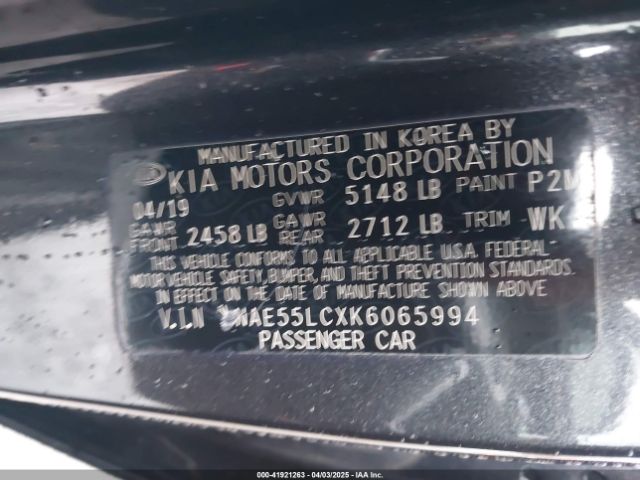 MANUFACTURED IN KOREA BY
KIA MOTORS CORPORATION
04/19 GVWR 5148 LB PAINT P2M
GAWR FRONT 2458 LB GAWR REAR 2712 LB TRIM WK
THIS VEHICLE CONFORMS TO ALL APPLICABLE U.S.A. FEDERAL
MOTOR VEHICLE SAFETY, BUMPER, AND THEFT PREVENTION STANDARDS
IN EFFECT ON THE DATE OF MANUFACTURE SHOWN ABOVE
V.I.N NAE55LCXK6065994
PASSENGER CAR
000-41921263 - 04/03/2025 - IAAI.COM